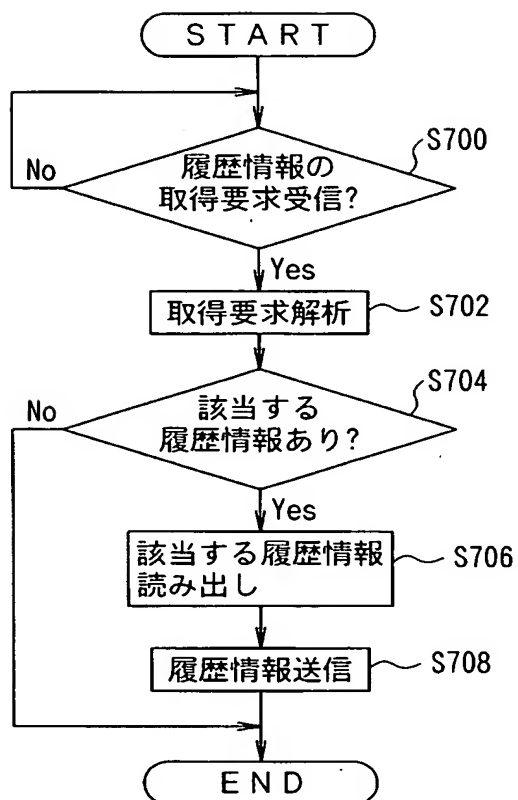 START
履歴情報の
取得要求受信?
S700
No
Yes
取得要求解析
S702
該当する
履歴情報あり?
S704
No
Yes
該当する履歴情報
読み出し
S706
履歴情報送信
S708
END